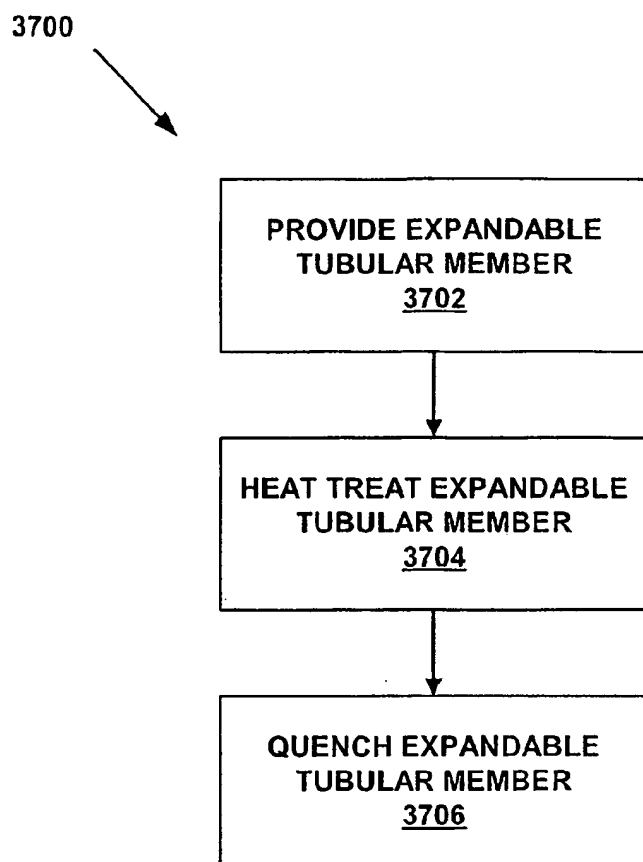 3700
PROVIDE EXPANDABLE
TUBULAR MEMBER
3702
HEAT TREAT EXPANDABLE
TUBULAR MEMBER
3704
QUENCH EXPANDABLE
TUBULAR MEMBER
3706